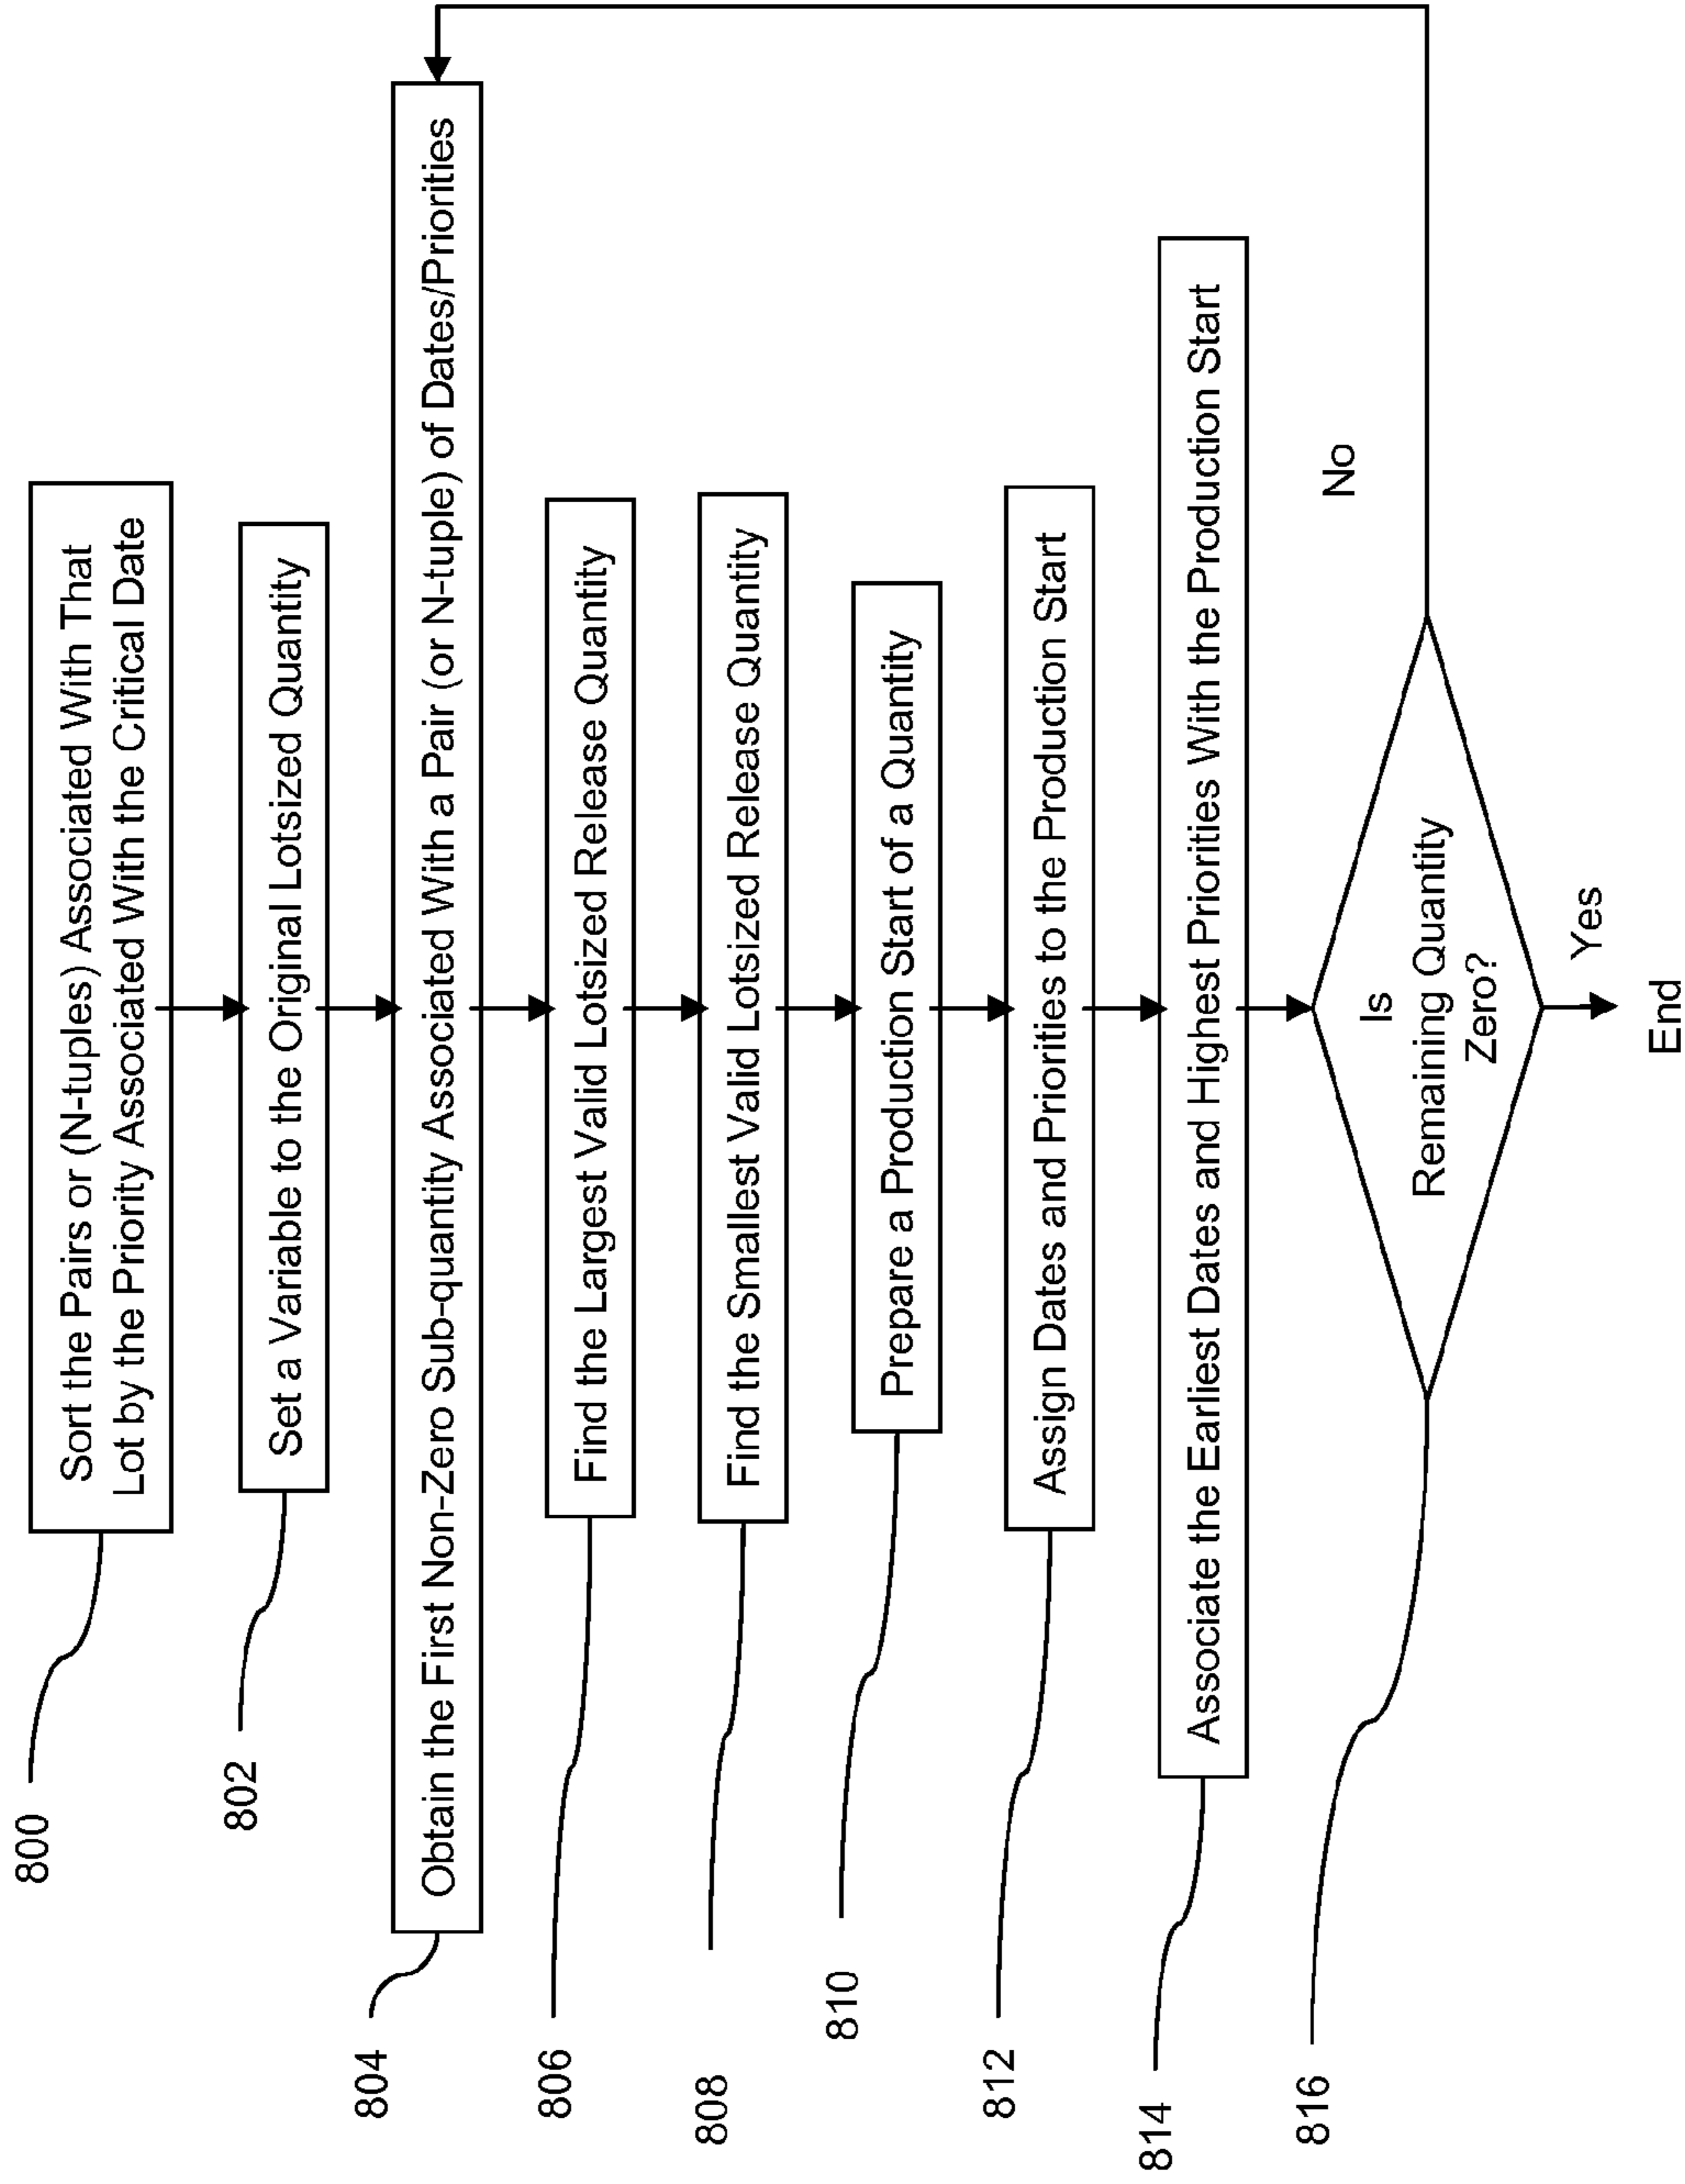 800
Sort the Pairs or (N-tuples) Associated With That
Lot by the Priority Associated With the Critical Date
802
Set a Variable to the Original Lotsized Quantity
804
Obtain the First Non-Zero Sub-quantity Associated With a Pair (or N-tuple) of Dates/Priorities
806
Find the Largest Valid Lotsized Release Quantity
808
Find the Smallest Valid Lotsized Release Quantity
810
Prepare a Production Start of a Quantity
812
Assign Dates and Priorities to the Production Start
814
Associate the Earliest Dates and Highest Priorities With the Production Start
816
Is
Remaining Quantity
Zero?
No
Yes
End